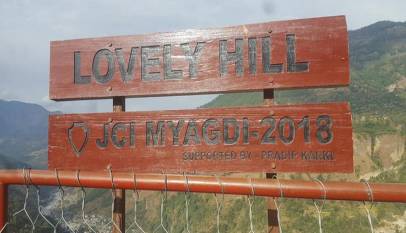 LOVELY HILL
JCI MYAGDI-2018
SUPPORTED BY - PRADIP KARKI